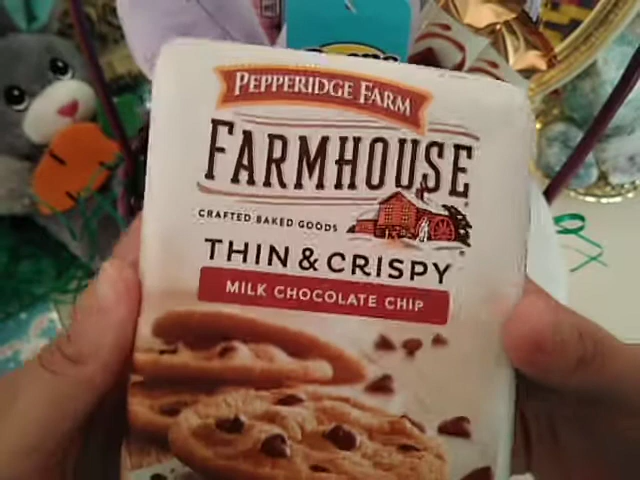 PEPPERIDGE FARM
FARMHOUSE
CRAFTED BAKED GOODS
THIN & CRISPY
MILK CHOCOLATE CHIP